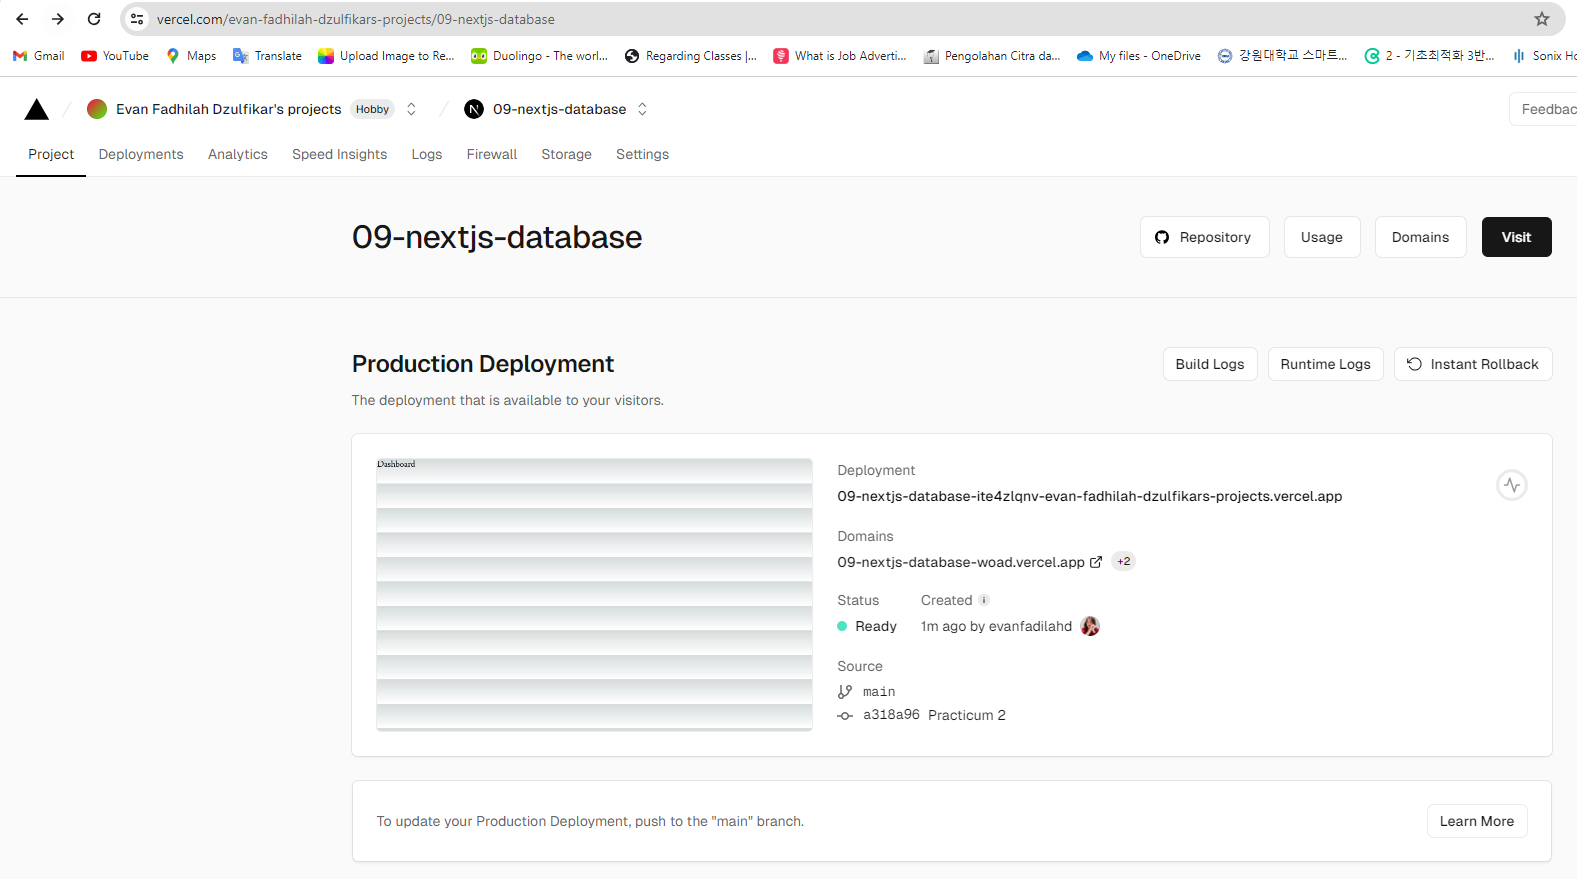 vercel.com/evan-fadhilah-dzulfikars-projects/09-nextjs-database
Gmail YouTube Maps Translate Upload Image to Re... Duolingo - The worl... Regarding Classes |... What is Job Adverti... Pengolahan Citra da... My files - OneDrive 강원대학교 스마트... 2 - 기초최적화 3반... Sonix Ho
Evan Fadhilah Dzulfikar's projects Hobby 09-nextjs-database Feedbac
Project Deployments Analytics Speed Insights Logs Firewall Storage Settings
09-nextjs-database
Repository Usage Domains Visit
Production Deployment
Build Logs Runtime Logs Instant Rollback
The deployment that is available to your visitors.
Dashboard
Deployment
09-nextjs-database-ite4zlqnv-evan-fadhilah-dzulfikars-projects.vercel.app
Domains
09-nextjs-database-woad.vercel.app +2
Status Created
Ready 1m ago by evanfadilahd
Source
main
a318a96 Practicum 2
To update your Production Deployment, push to the "main" branch.
Learn More